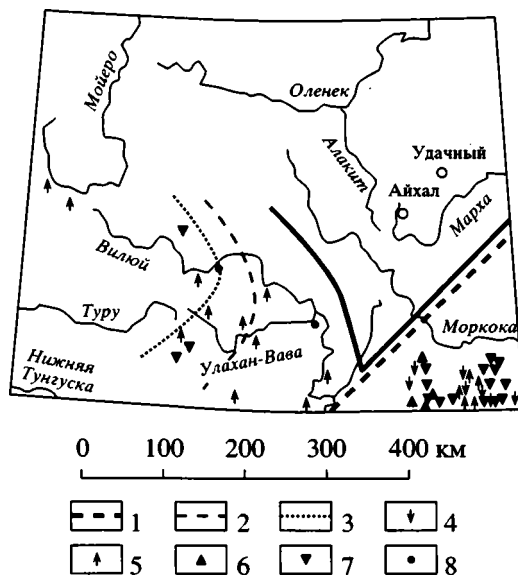 Мойеро
Оленек
Алакит
Удачный
Айхал
Марха
Вилюй
Туру
Моркока
Улахан-Вава
Нижняя
Тунгуска
0 100 200 300 400 км
1 2 3 4
5 6 7 8